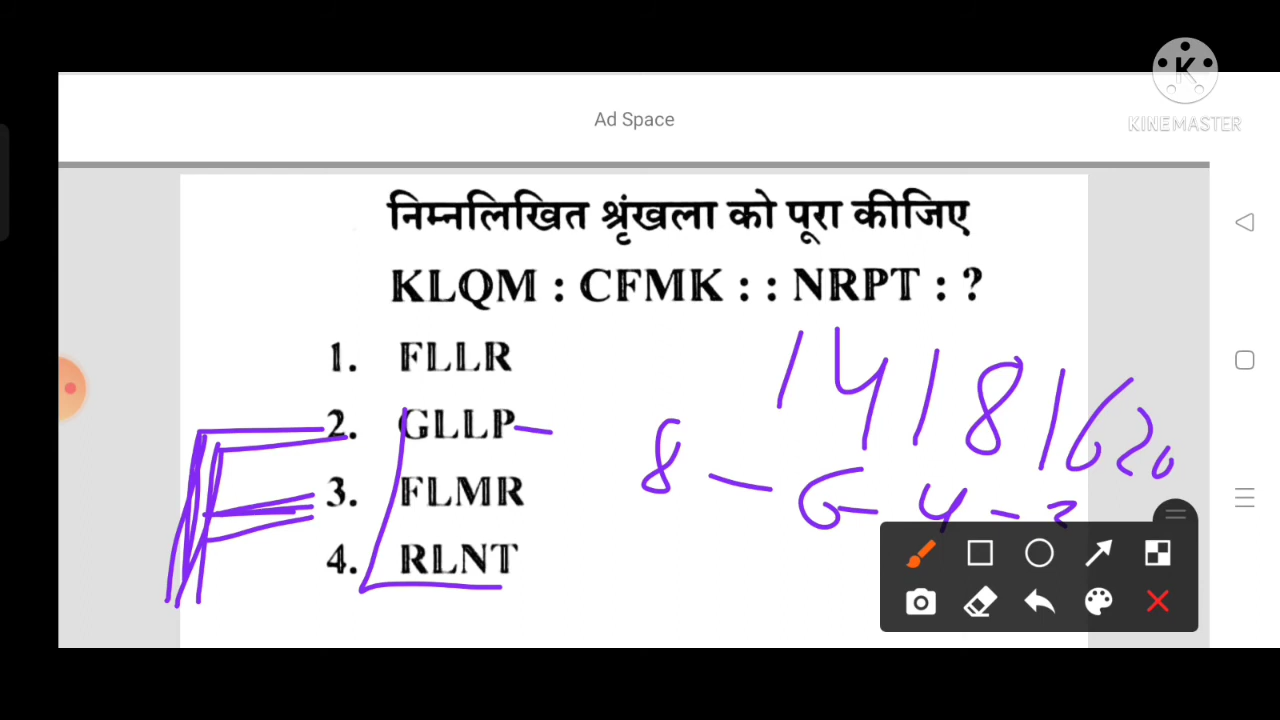 Ad Space
KINEMASTER
निम्नलिखित श्रृंखला को पूरा कीजिए
KLQM : CFMK : : NRPT : ?
1. FLLR
2. GLLP
3. FLMR
4. RLNT
14 18 16 20
8 - 6 - 4 - 2